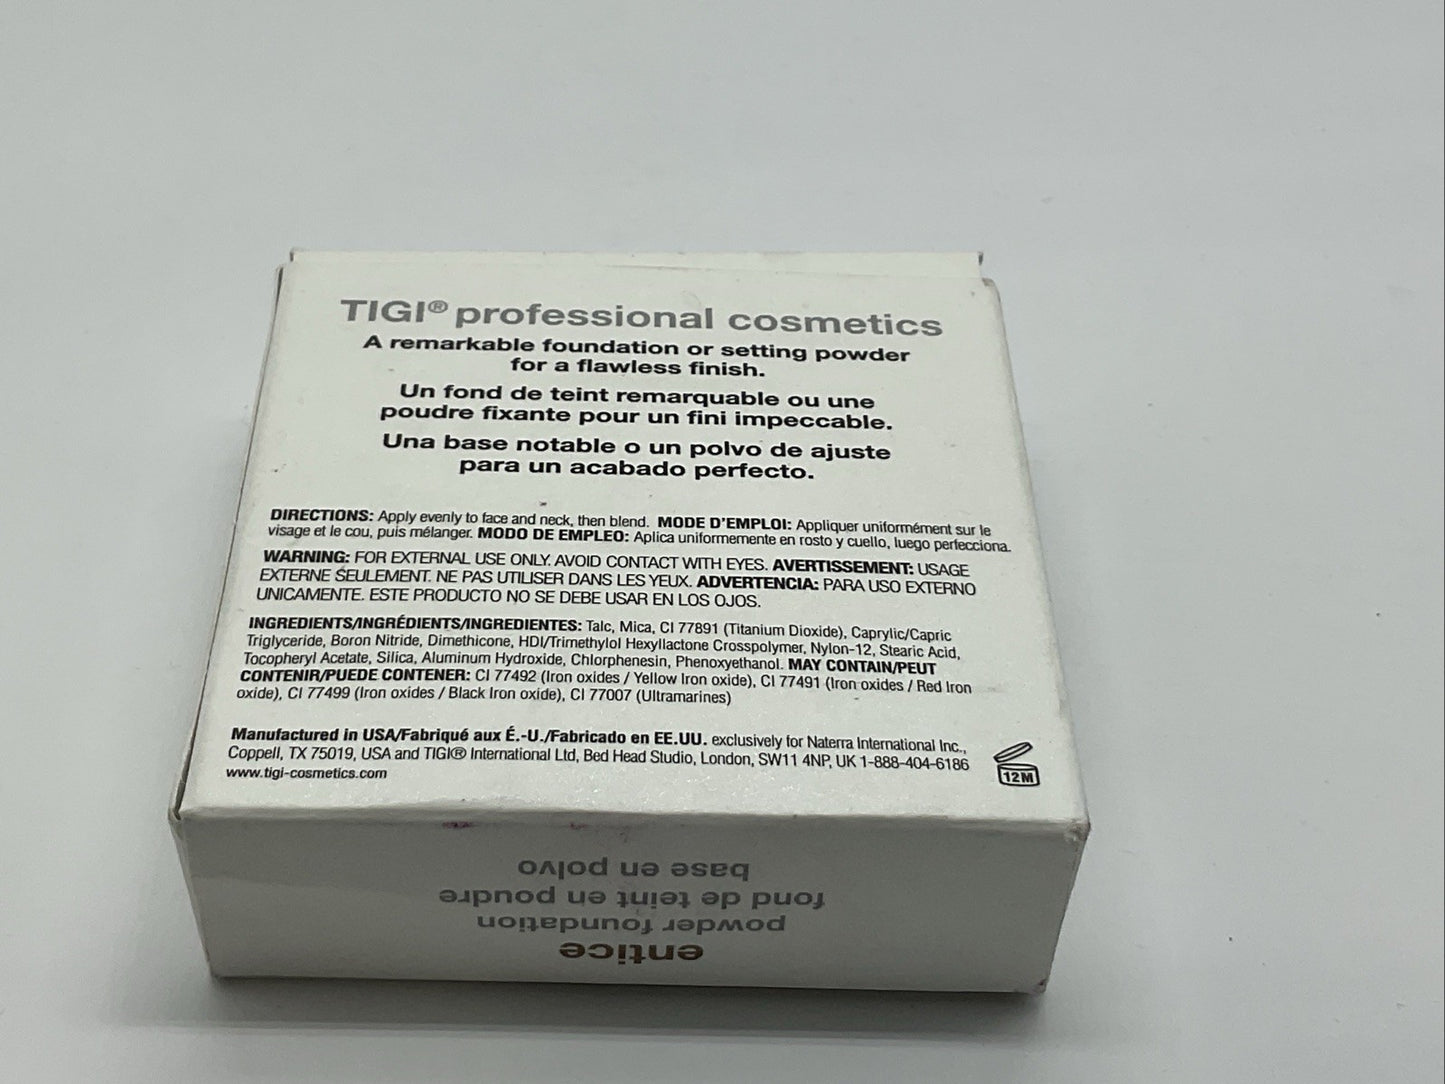 TIGI® professional cosmetics
A remarkable foundation or setting powder
for a flawless finish.
Un fond de teint remarquable ou une
poudre fixante pour un fini impeccable.
Una base notable o un polvo de ajuste
para un acabado perfecto.
DIRECTIONS: Apply evenly to face and neck, then blend. MODE D'EMPLOI: Appliquer uniformément sur le
visage et le cou, puis mélanger. MODO DE EMPLEO: Aplica uniformemente en rosto y cuello, luego perfecciona.
WARNING: FOR EXTERNAL USE ONLY. AVOID CONTACT WITH EYES. AVERTISSEMENT: USAGE
EXTERNE SEULEMENT. NE PAS UTILISER DANS LES YEUX. ADVERTENCIA: PARA USO EXTERNO
UNICAMENTE. ESTE PRODUCTO NO SE DEBE USAR EN LOS OJOS.
INGREDIENTS/INGRÉDIENTS/INGREDIENTES: Talc, Mica, CI 77891 (Titanium Dioxide), Caprylic/Capric
Triglyceride, Boron Nitride, Dimethicone, HDI/Trimethylol Hexyllactone Crosspolymer, Nylon-12, Stearic Acid,
Tocopheryl Acetate, Silica, Aluminum Hydroxide, Chlorphenesin, Phenoxyethanol. MAY CONTAIN/PEUT
CONTENIR/PUEDE CONTENER: CI 77492 (Iron oxides / Yellow Iron oxide), CI 77491 (Iron oxides / Red Iron
oxide), CI 77499 (Iron oxides / Black Iron oxide), CI 77007 (Ultramarines)
Manufactured in USA/Fabriqué aux É.-U./Fabricado en EE.UU. exclusively for Naterra International Inc.,
Coppell, TX 75019, USA and TIGI® International Ltd, Bed Head Studio, London, SW11 4NP, UK 1-888-404-6186
www.tigi-cosmetics.com
12M
entice
powder foundation
fond de teint en poudre
base en polvo